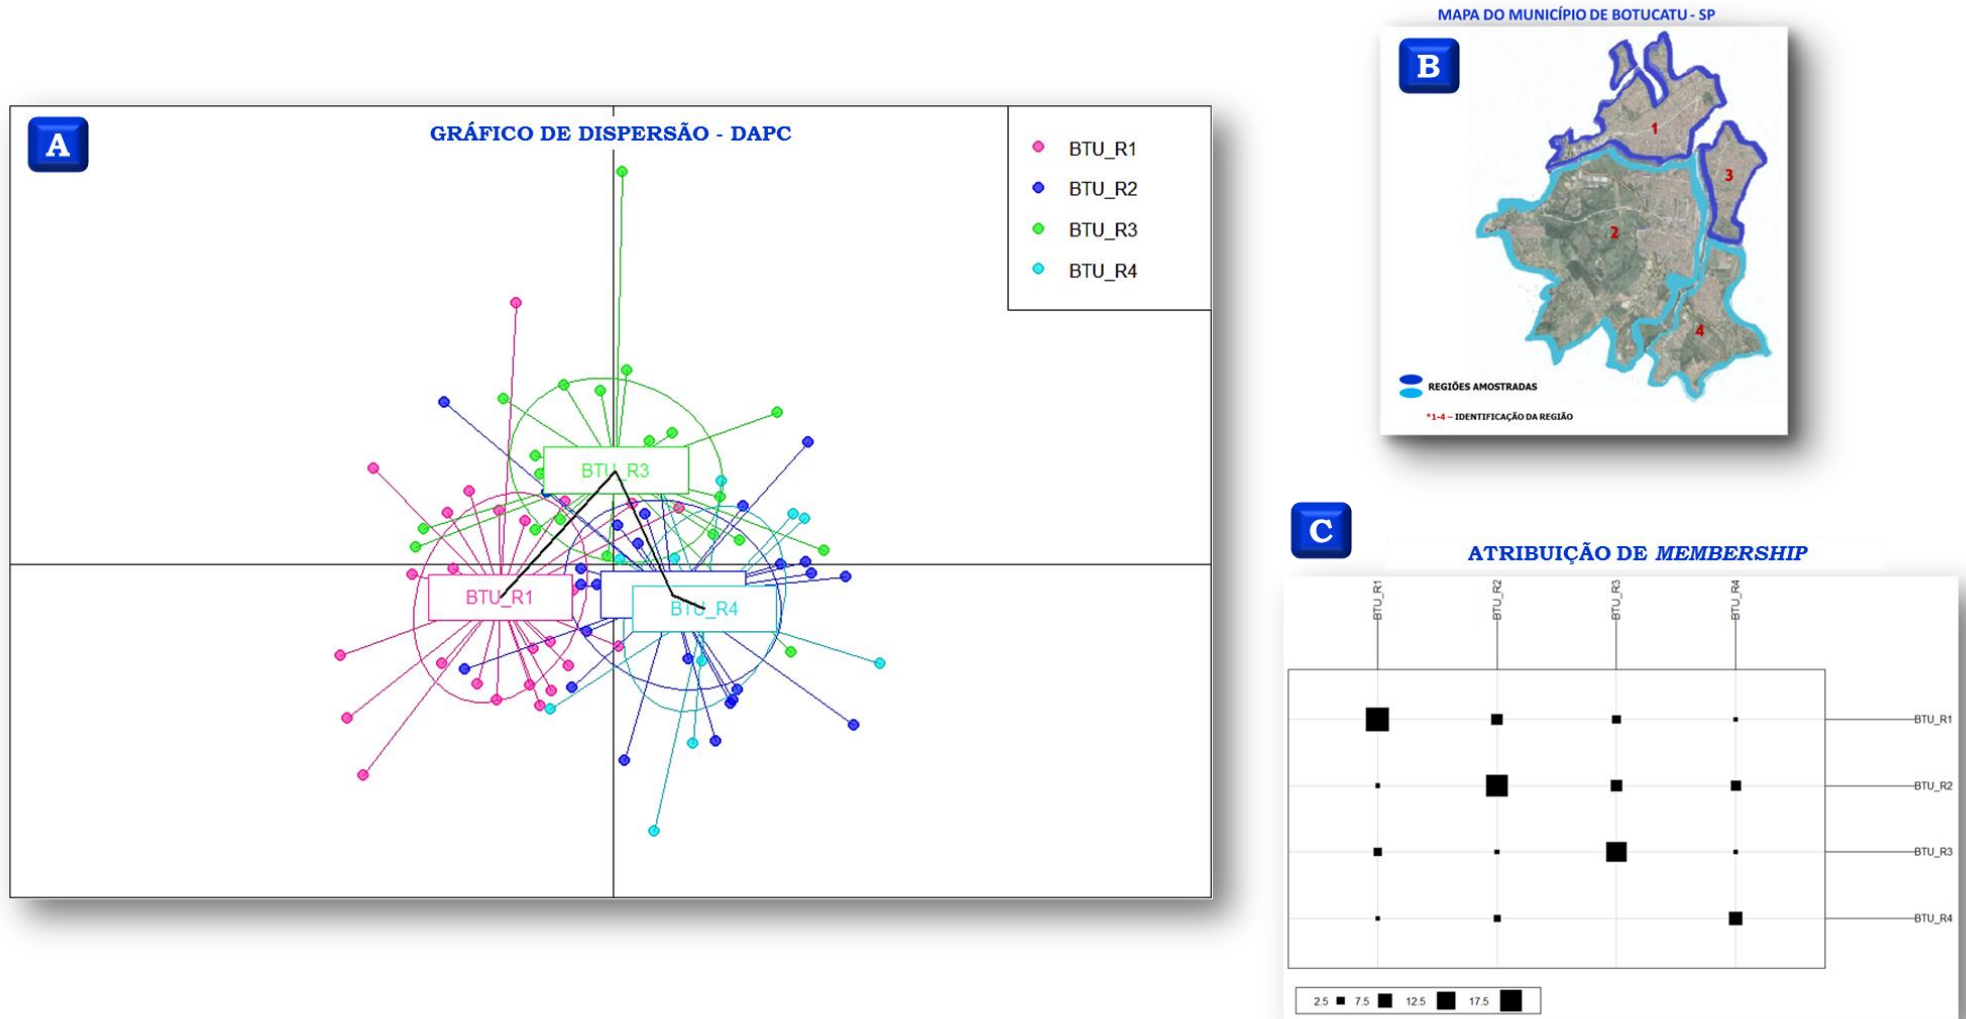 A
GRÁFICO DE DISPERSÃO - DAPC
BTU_R1
BTU_R2
BTU_R3
BTU_R4
BTU_R3
BTU_R1
BTU_R4
MAPA DO MUNICÍPIO DE BOTUCATU - SP
B
1
3
2
4
REGIÕES AMOSTRADAS
*1-4 – IDENTIFICAÇÃO DA REGIÃO
C
ATRIBUIÇÃO DE MEMBERSHIP
BTU_R1
BTU_R2
BTU_R3
BTU_R4
BTU_R1
BTU_R2
BTU_R3
BTU_R4
2.5 7.5 12.5 17.5